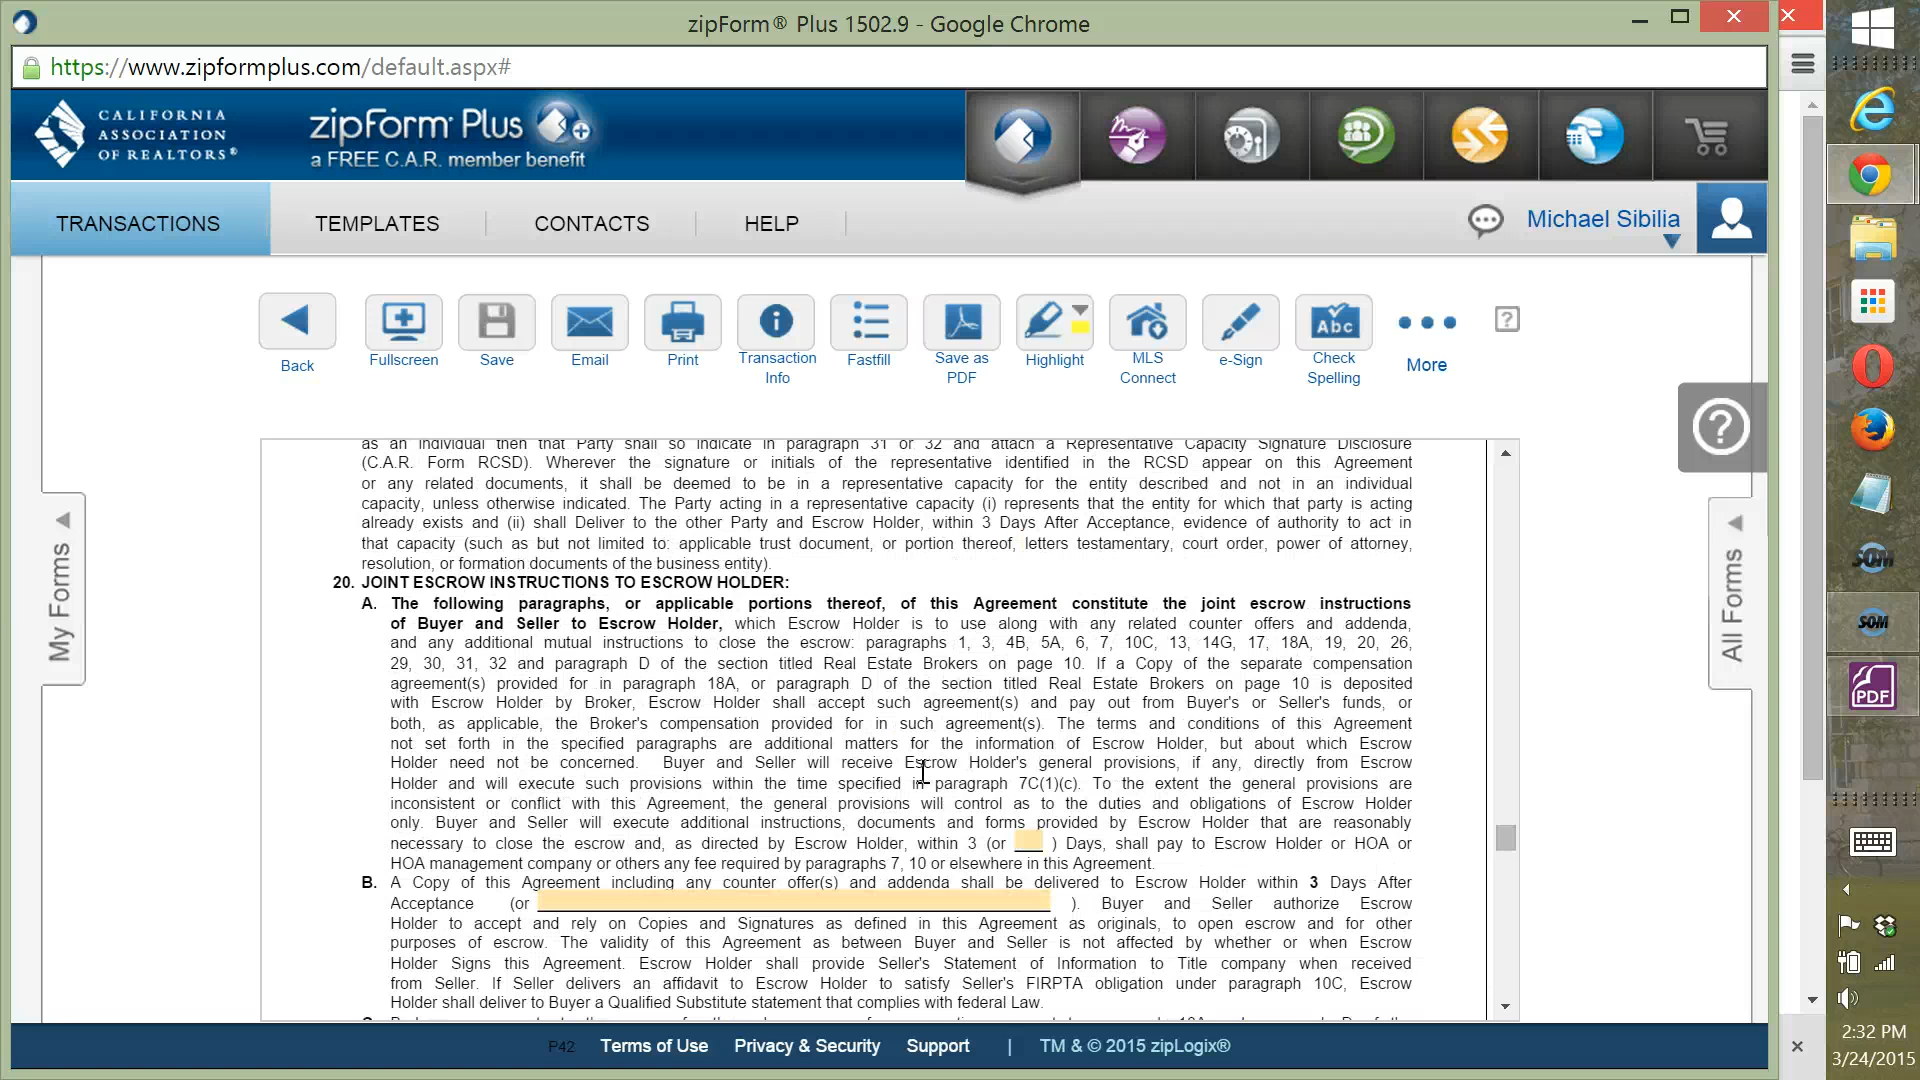 zipForm® Plus 1502.9 - Google Chrome
https://www.zipformplus.com/default.aspx#
CALIFORNIA
ASSOCIATION
OF REALTORS®
zipForm® Plus
a FREE C.A.R. member benefit
TRANSACTIONS
TEMPLATES
CONTACTS
HELP
Michael Sibilia
Back
Fullscreen
Save
Email
Print
Transaction
Info
Fastfill
Save as
PDF
Highlight
MLS
Connect
e-Sign
Abc
Check
Spelling
More
?
?
My Forms
All Forms
as an individual then that Party shall so indicate in paragraph 31 or 32 and attach a Representative Capacity Signature Disclosure
(C.A.R. Form RCSD). Wherever the signature or initials of the representative identified in the RCSD appear on this Agreement
or any related documents, it shall be deemed to be in a representative capacity for the entity described and not in an individual
capacity, unless otherwise indicated. The Party acting in a representative capacity (i) represents that the entity for which that party is acting
already exists and (ii) shall Deliver to the other Party and Escrow Holder, within 3 Days After Acceptance, evidence of authority to act in
that capacity (such as but not limited to: applicable trust document, or portion thereof, letters testamentary, court order, power of attorney,
resolution, or formation documents of the business entity).
20. JOINT ESCROW INSTRUCTIONS TO ESCROW HOLDER:
A. The following paragraphs, or applicable portions thereof, of this Agreement constitute the joint escrow instructions
of Buyer and Seller to Escrow Holder, which Escrow Holder is to use along with any related counter offers and addenda,
and any additional mutual instructions to close the escrow: paragraphs 1, 3, 4B, 5A, 6, 7, 10C, 13, 14G, 17, 18A, 19, 20, 26,
29, 30, 31, 32 and paragraph D of the section titled Real Estate Brokers on page 10. If a Copy of the separate compensation
agreement(s) provided for in paragraph 18A, or paragraph D of the section titled Real Estate Brokers on page 10 is deposited
with Escrow Holder by Broker, Escrow Holder shall accept such agreement(s) and pay out from Buyer's or Seller's funds, or
both, as applicable, the Broker's compensation provided for in such agreement(s). The terms and conditions of this Agreement
not set forth in the specified paragraphs are additional matters for the information of Escrow Holder, but about which Escrow
Holder need not be concerned. Buyer and Seller will receive Escrow Holder's general provisions, if any, directly from Escrow
Holder and will execute such provisions within the time specified in paragraph 7C(1)(c). To the extent the general provisions are
inconsistent or conflict with this Agreement, the general provisions will control as to the duties and obligations of Escrow Holder
only. Buyer and Seller will execute additional instructions, documents and forms provided by Escrow Holder that are reasonably
necessary to close the escrow and, as directed by Escrow Holder, within 3 (or ) Days, shall pay to Escrow Holder or HOA or
HOA management company or others any fee required by paragraphs 7, 10 or elsewhere in this Agreement.
B. A Copy of this Agreement including any counter offer(s) and addenda shall be delivered to Escrow Holder within 3 Days After
Acceptance (or ). Buyer and Seller authorize Escrow
Holder to accept and rely on Copies and Signatures as defined in this Agreement as originals, to open escrow and for other
purposes of escrow. The validity of this Agreement as between Buyer and Seller is not affected by whether or when Escrow
Holder Signs this Agreement. Escrow Holder shall provide Seller's Statement of Information to Title company when received
from Seller. If Seller delivers an affidavit to Escrow Holder to satisfy Seller's FIRPTA obligation under paragraph 10C, Escrow
Holder shall deliver to Buyer a Qualified Substitute statement that complies with federal Law.
P42
Terms of Use
Privacy & Security
Support
|
TM & © 2015 zipLogix®
SOM
SOM
PDF
2:32 PM
3/24/2015